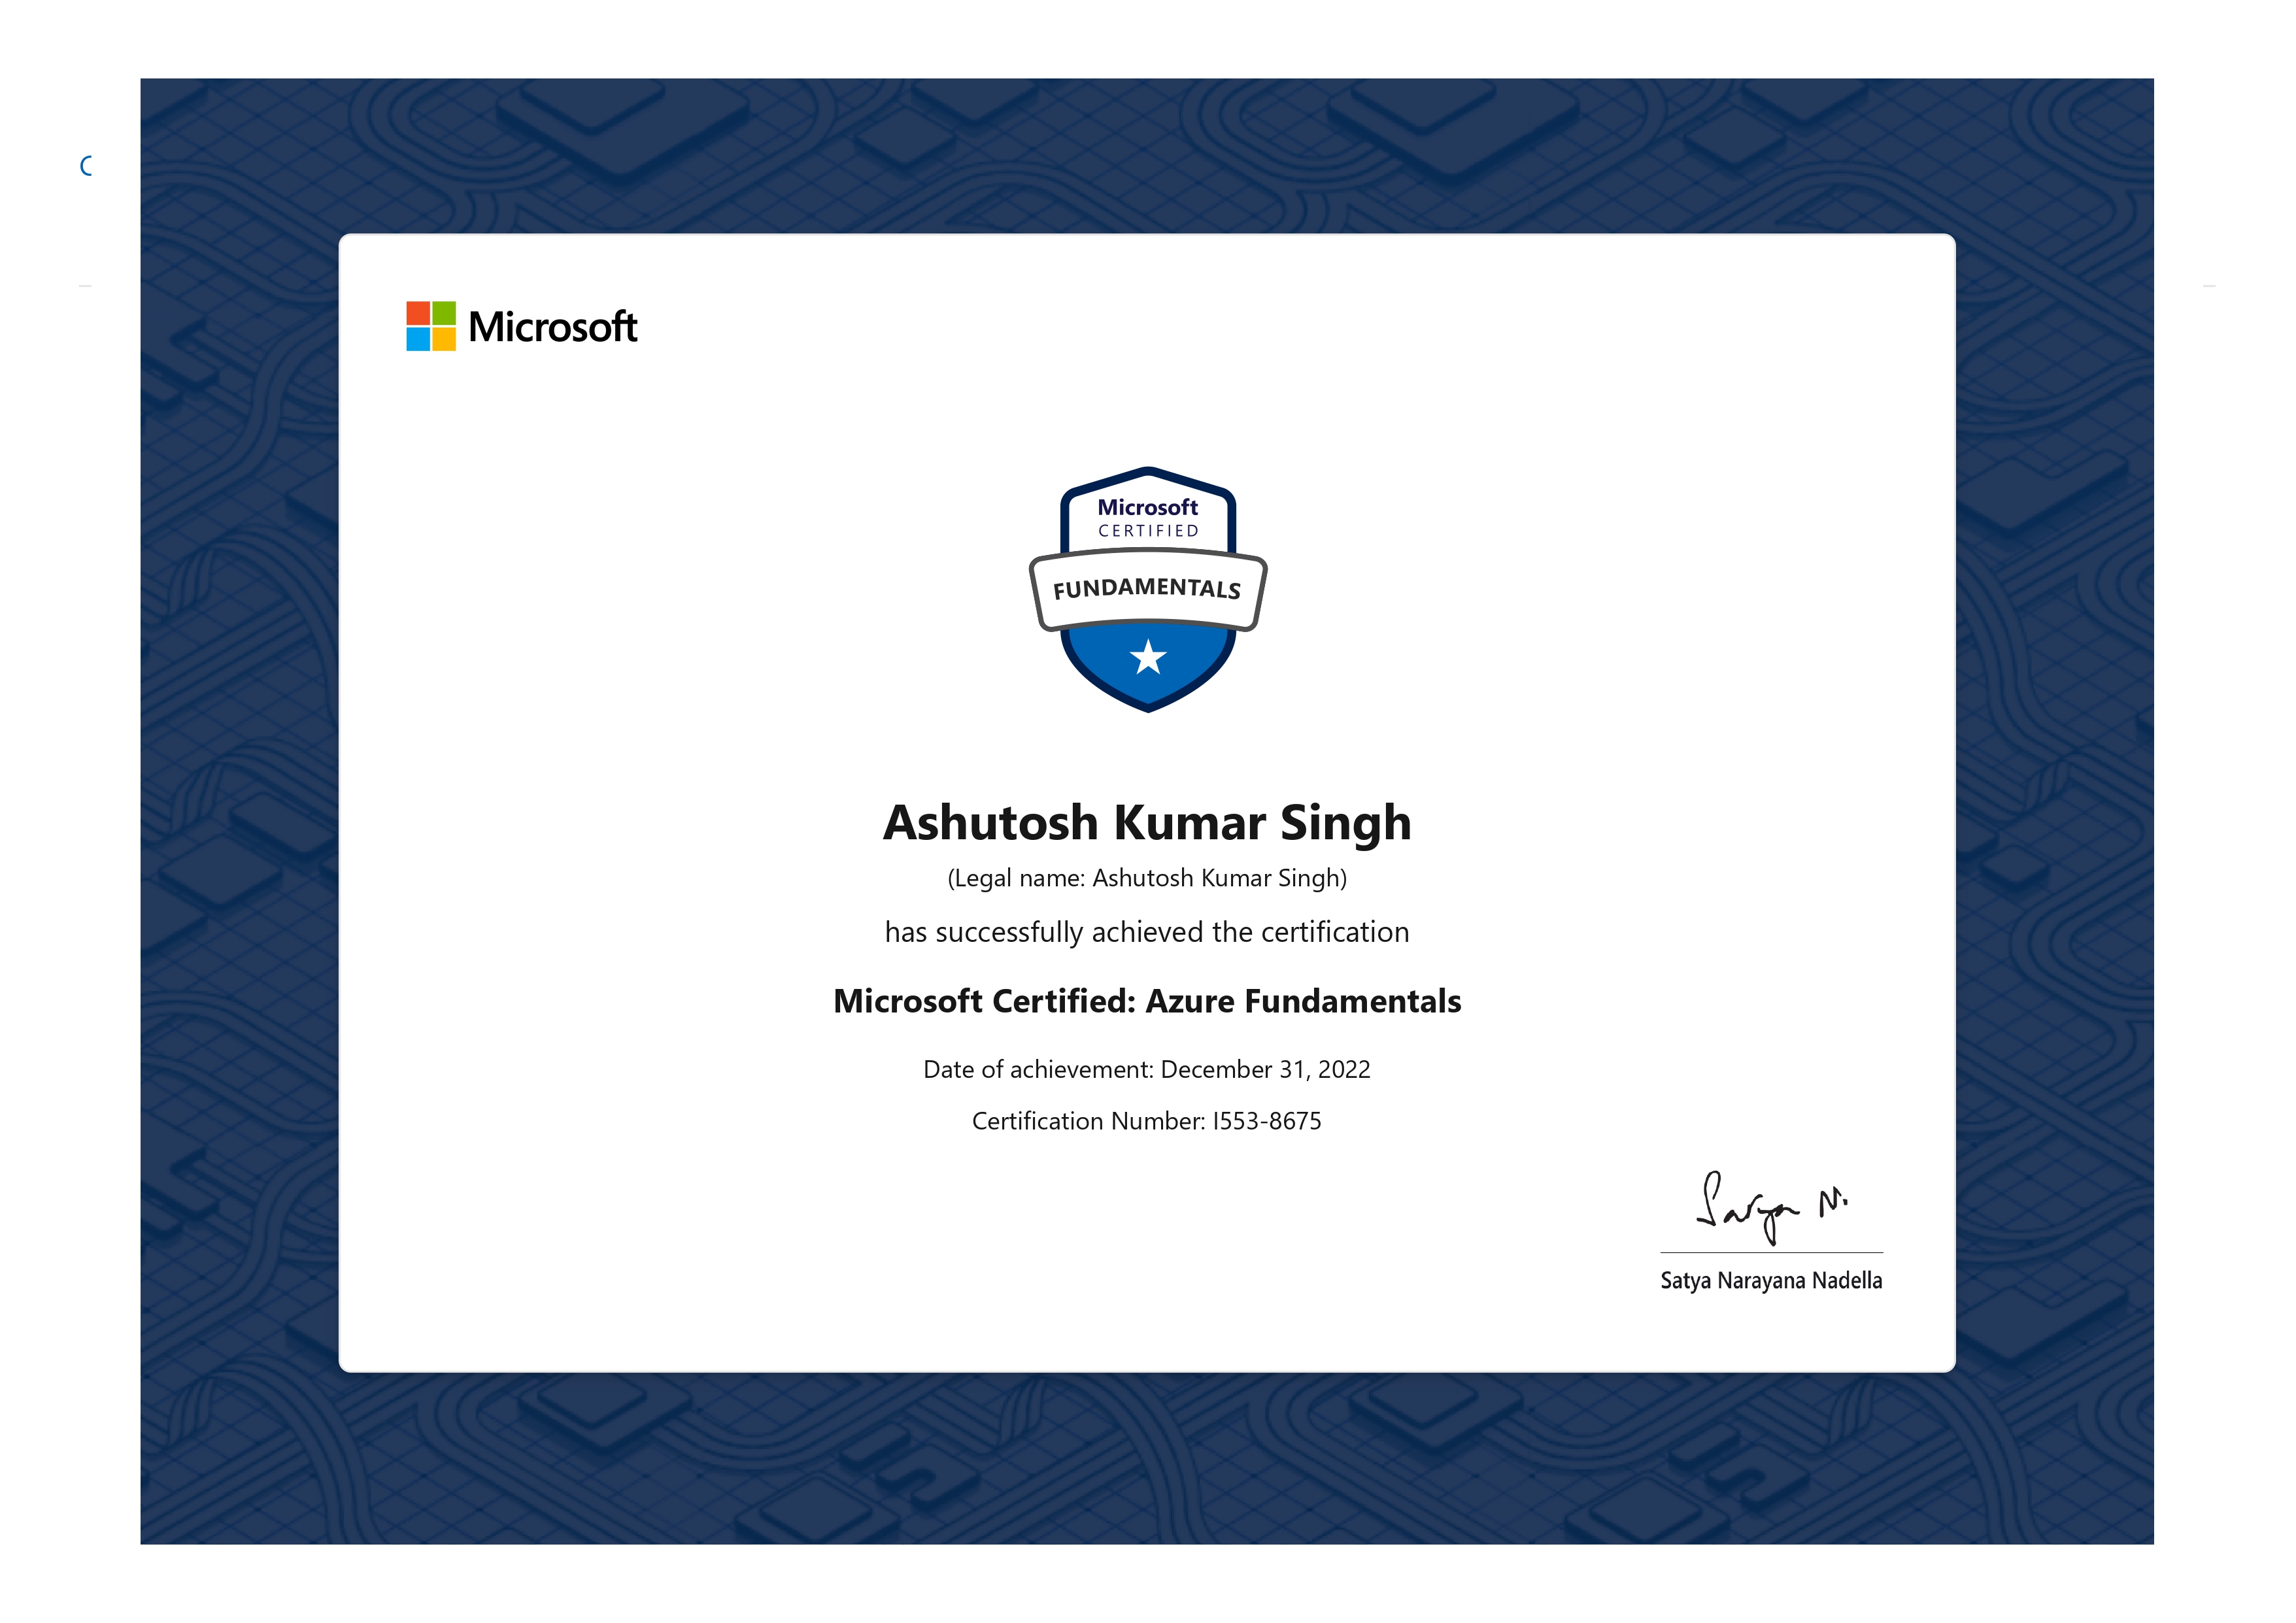 Microsoft
Microsoft
CERTIFIED
FUNDAMENTALS
Ashutosh Kumar Singh
(Legal name: Ashutosh Kumar Singh)
has successfully achieved the certification
Microsoft Certified: Azure Fundamentals
Date of achievement: December 31, 2022
Certification Number: I553-8675
Satya N.
Satya Narayana Nadella